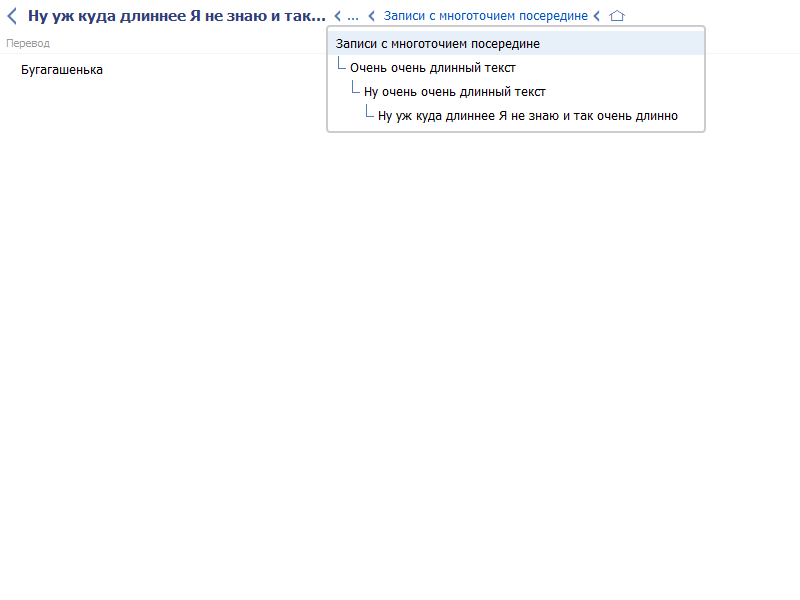 Ну уж куда длиннее Я не знаю и так... ... Записи с многоточием посередине
Перевод
Записи с многоточием посередине
Очень очень длинный текст
Бугагашенька
Ну очень очень длинный текст
Ну уж куда длиннее Я не знаю и так очень длинно